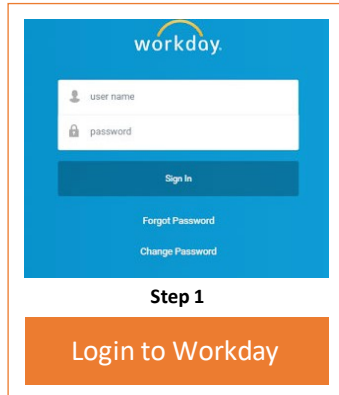 workday.
user name
password
Sign In
Forgot Password
Change Password
Step 1
Login to Workday